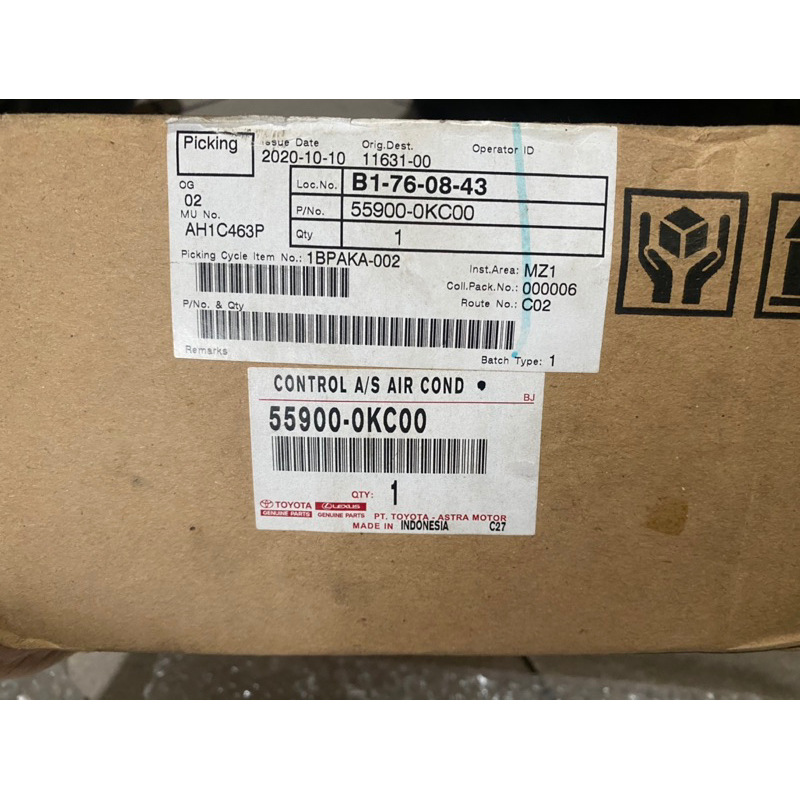 Picking
Issue Date Orig.Dest. Operator ID
2020-10-10 11631-00
OG
02
MU No.
AH1C463P
Loc.No. B1-76-08-43
P/No. 55900-0KC00
Qty 1
Picking Cycle Item No.: 1BPAKA-002
Inst.Area: MZ1
Coll.Pack.No.: 000006
P/No. & Qty
Route No.: C02
Remarks
Batch Type: 1
CONTROL A/S AIR COND
BJ
55900-0KC00
QTY: 1
TOYOTA LEXUS
GENUINE PARTS GENUINE PARTS PT. TOYOTA - ASTRA MOTOR
MADE IN INDONESIA C27